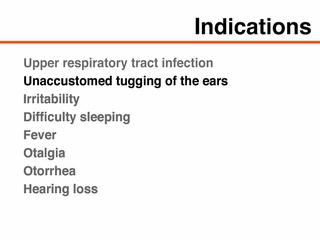 Indications
Upper respiratory tract infection
Unaccustomed tugging of the ears
Irritability
Difficulty sleeping
Fever
Otalgia
Otorrhea
Hearing loss